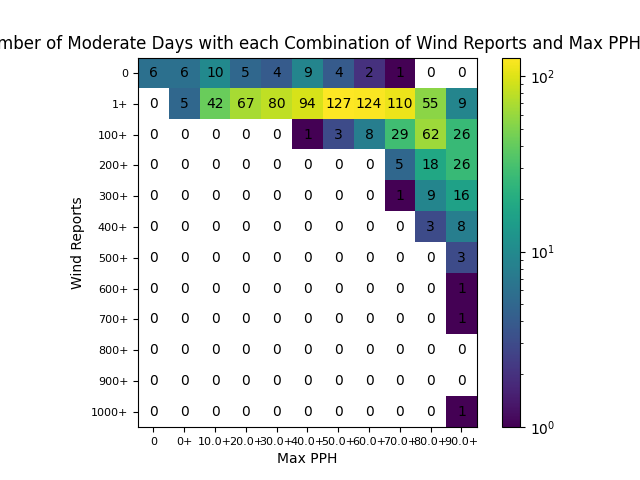 mber of Moderate Days with each Combination of Wind Reports and Max PPH
0 6 6 10 5 4 9 4 2 1 0 0
1+ 0 5 42 67 80 94 127 124 110 55 9
100+ 0 0 0 0 0 1 3 8 29 62 26
200+ 0 0 0 0 0 0 0 0 5 18 26
300+ 0 0 0 0 0 0 0 0 1 9 16
400+ 0 0 0 0 0 0 0 0 0 3 8
500+ 0 0 0 0 0 0 0 0 0 0 3
600+ 0 0 0 0 0 0 0 0 0 0 1
700+ 0 0 0 0 0 0 0 0 0 0 1
800+ 0 0 0 0 0 0 0 0 0 0 0
900+ 0 0 0 0 0 0 0 0 0 0 0
1000+ 0 0 0 0 0 0 0 0 0 0 1
0 0+ 10.0+ 20.0+ 30.0+ 40.0+ 50.0+ 60.0+ 70.0+ 80.0+ 90.0+
Max PPH
Wind Reports
10²
10¹
10⁰